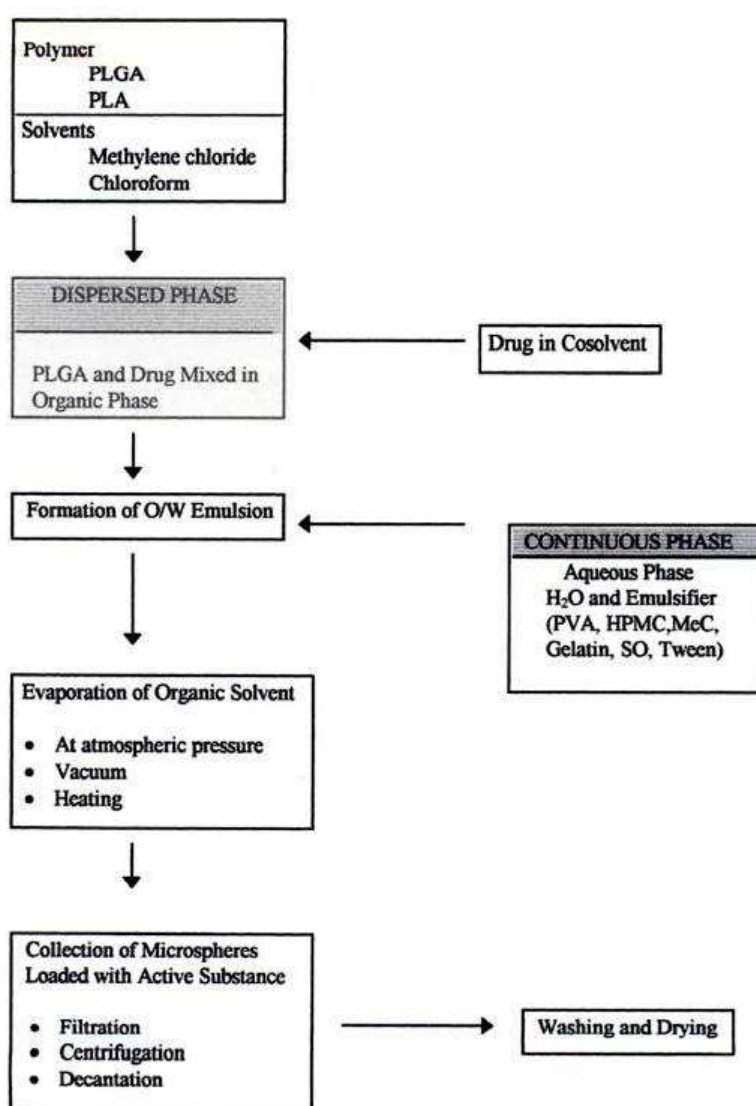 Polymer
PLGA
PLA
Solvents
Methylene chloride
Chloroform
DISPERSED PHASE
PLGA and Drug Mixed in
Organic Phase
Drug in Cosolvent
Formation of O/W Emulsion
CONTINUOUS PHASE
Aqueous Phase
H₂O and Emulsifier
(PVA, HPMC,MeC,
Gelatin, SO, Tween)
Evaporation of Organic Solvent
• At atmospheric pressure
• Vacuum
• Heating
Collection of Microspheres
Loaded with Active Substance
• Filtration
• Centrifugation
• Decantation
Washing and Drying